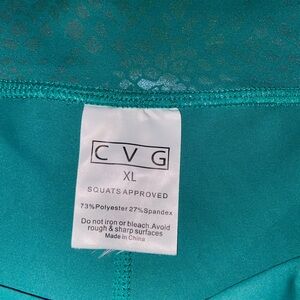 CVG
XL
SQUATS APPROVED
73%Polyester 27%Spandex
Do not iron or bleach.Avoid
rough & sharp surfaces
Made in China